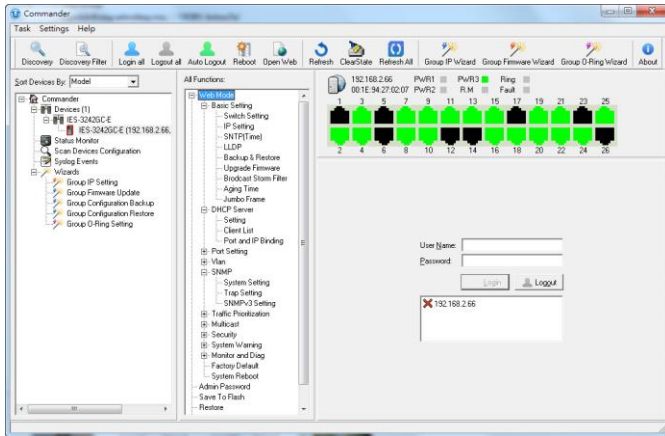 Commander
Task Settings Help
Discovery Discovery Filter Login all Logout all Auto Logout Reboot Open Web Refresh ClearState Refresh All Group IP Wizard Group Firmware Wizard Group O-Ring Wizard About
Sort Devices By: Model
Commander
Devices (1)
IES-3242GC-E
IES-3242GC-E (192.168.2.66,
Status Monitor
Scan Devices Configuration
Syslog Events
Wizards
Group IP Setting
Group Firmware Update
Group Configuration Backup
Group Configuration Restore
Group O-Ring Setting
All Functions:
Web Mode
Basic Setting
Switch Setting
IP Setting
SNTP(Time)
LLDP
Backup & Restore
Upgrade Firmware
Brodcast Storm Filter
Aging Time
Jumbo Frame
DHCP Server
Setting
Client List
Port and IP Binding
Port Setting
Vlan
SNMP
System Setting
Trap Setting
SNMPv3 Setting
Traffic Prioritization
Multicast
Security
System Warning
Monitor and Diag
Factory Default
System Reboot
Admin Password
Save To Flash
Restore
192.168.2.66 PWR1 PWR3 Ring
00:1E:94:27:02:07 PWR2 R.M Fault
1 3 5 7 9 11 13 15 17 19 21 23 25
2 4 6 8 10 12 14 16 18 20 22 24 26
User Name:
Password:
Login Logout
192.168.2.66